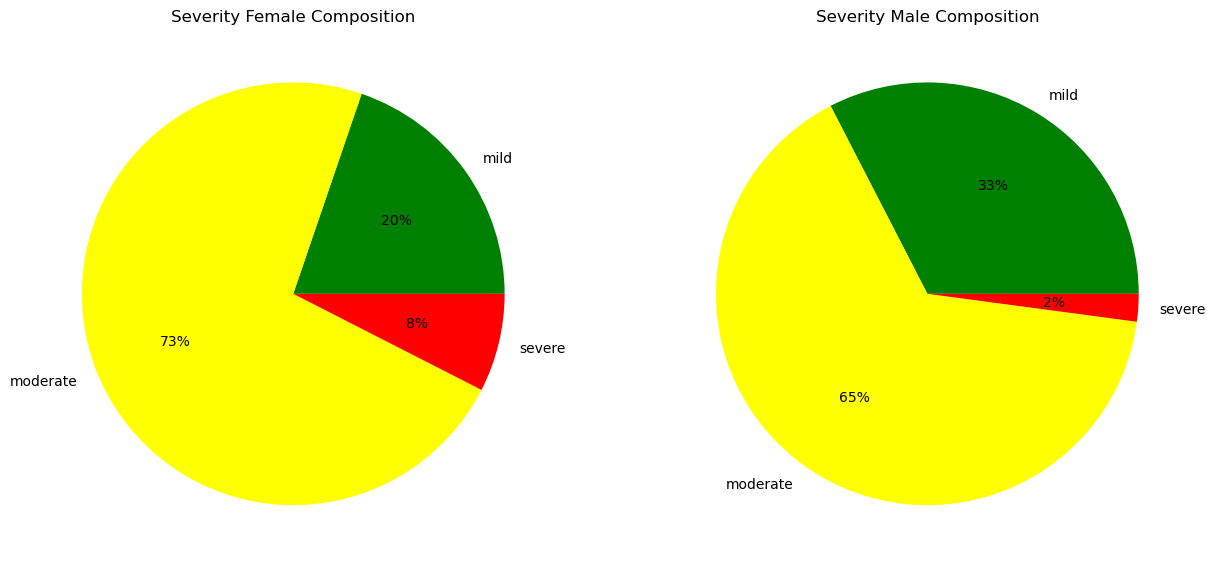 Severity Female Composition
mild
20%
73%
moderate
8%
severe
Severity Male Composition
mild
33%
65%
moderate
2%
severe